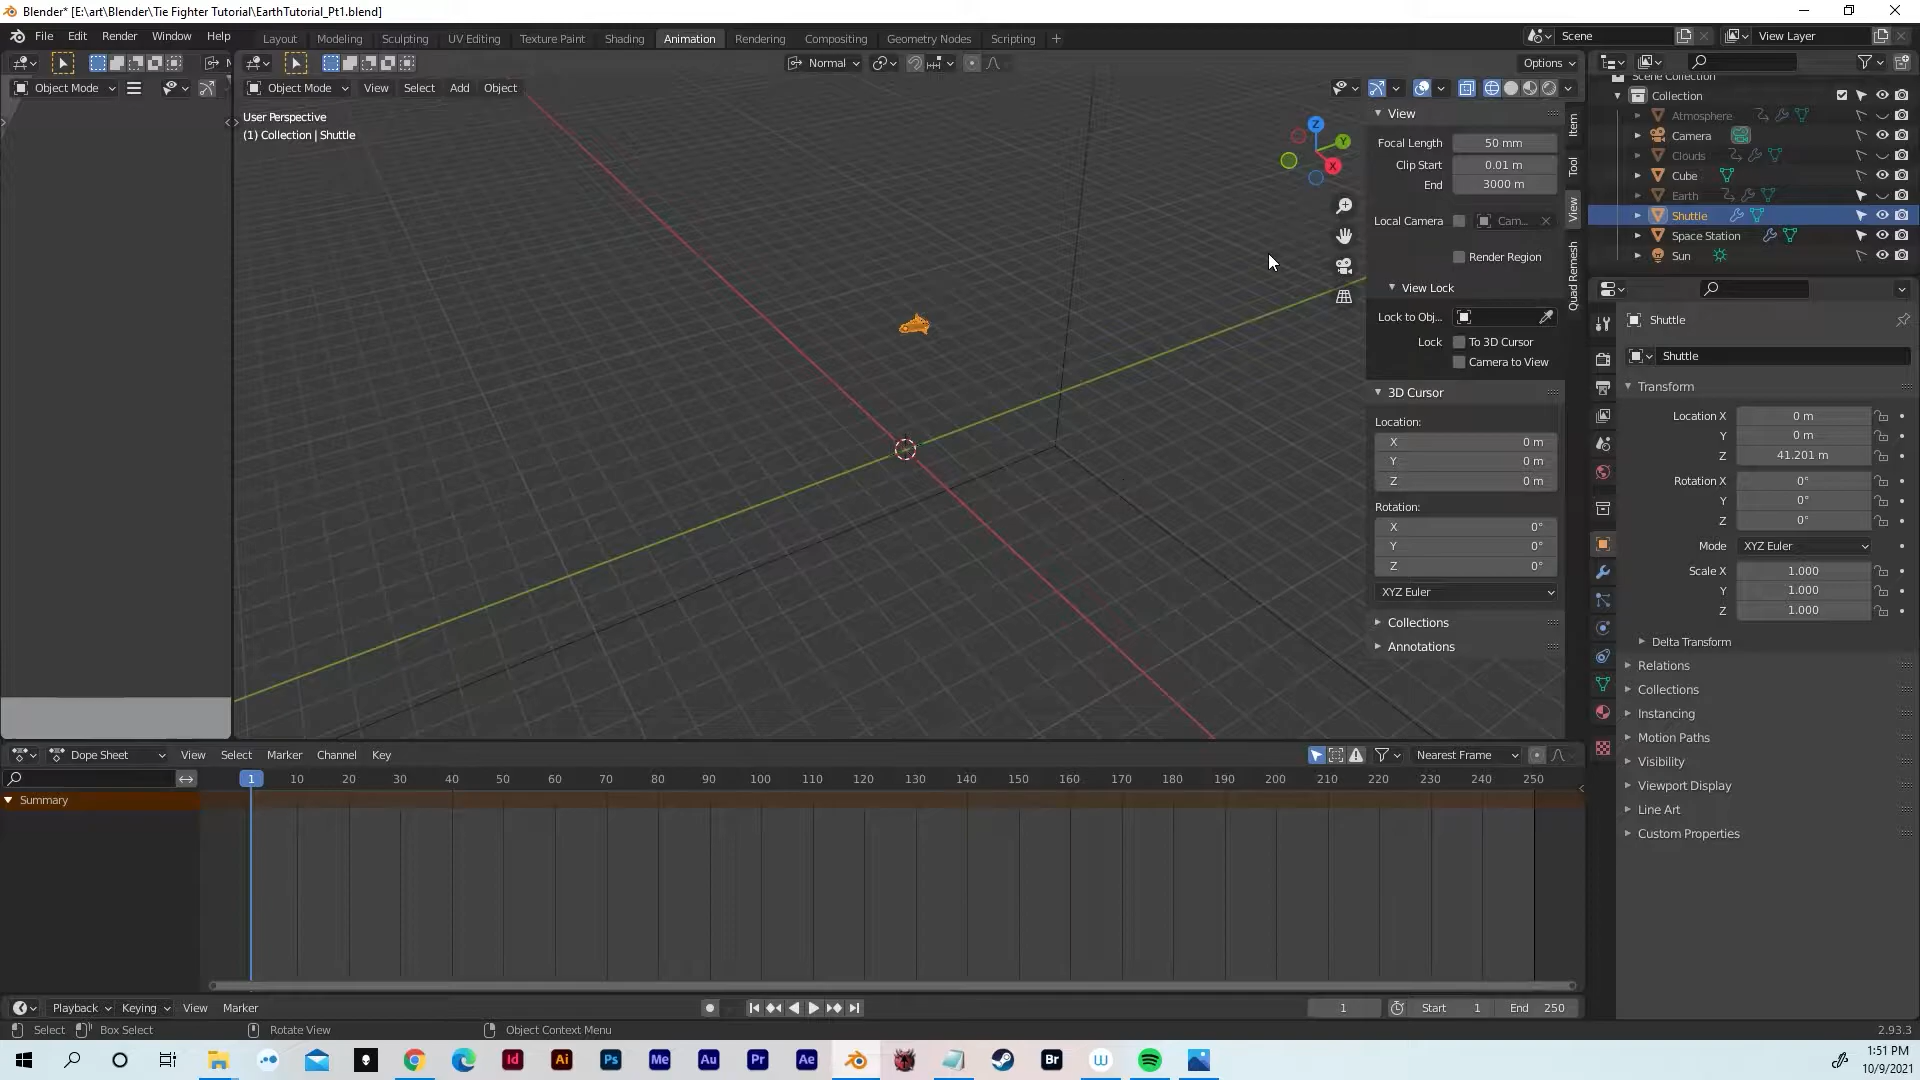 Blender* [E:\art\Blender\Tie Fighter Tutorial\EarthTutorial_Pt1.blend]
File Edit Render Window Help
Layout Modeling Sculpting UV Editing Texture Paint Shading Animation Rendering Compositing Geometry Nodes Scripting +
Scene
View Layer
Normal
Options
Object Mode
Object Mode View Select Add Object
User Perspective
(1) Collection | Shuttle
Z
Y
X
View
Focal Length 50 mm
Clip Start 0.01 m
End 3000 m
Local Camera Cam...
Render Region
View Lock
Lock to Obj...
Lock To 3D Cursor
Camera to View
3D Cursor
Location:
X 0 m
Y 0 m
Z 0 m
Rotation:
X 0°
Y 0°
Z 0°
XYZ Euler
Collections
Annotations
Item
Tool
View
Quad Remesh
Scene Collection
Collection
Atmosphere
Camera
Clouds
Cube
Earth
Shuttle
Space Station
Sun
Shuttle
Shuttle
Transform
Location X 0 m
Y 0 m
Z 41.201 m
Rotation X 0°
Y 0°
Z 0°
Mode XYZ Euler
Scale X 1.000
Y 1.000
Z 1.000
Delta Transform
Relations
Collections
Instancing
Motion Paths
Visibility
Viewport Display
Line Art
Custom Properties
Dope Sheet View Select Marker Channel Key
Nearest Frame
1 10 20 30 40 50 60 70 80 90 100 110 120 130 140 150 160 170 180 190 200 210 220 230 240 250
Summary
Playback Keying View Marker
1 Start 1 End 250
Select Box Select Rotate View Object Context Menu
2.93.3
Id Ai Ps Me Au Pr Ae Br W
1:51 PM
10/9/2021